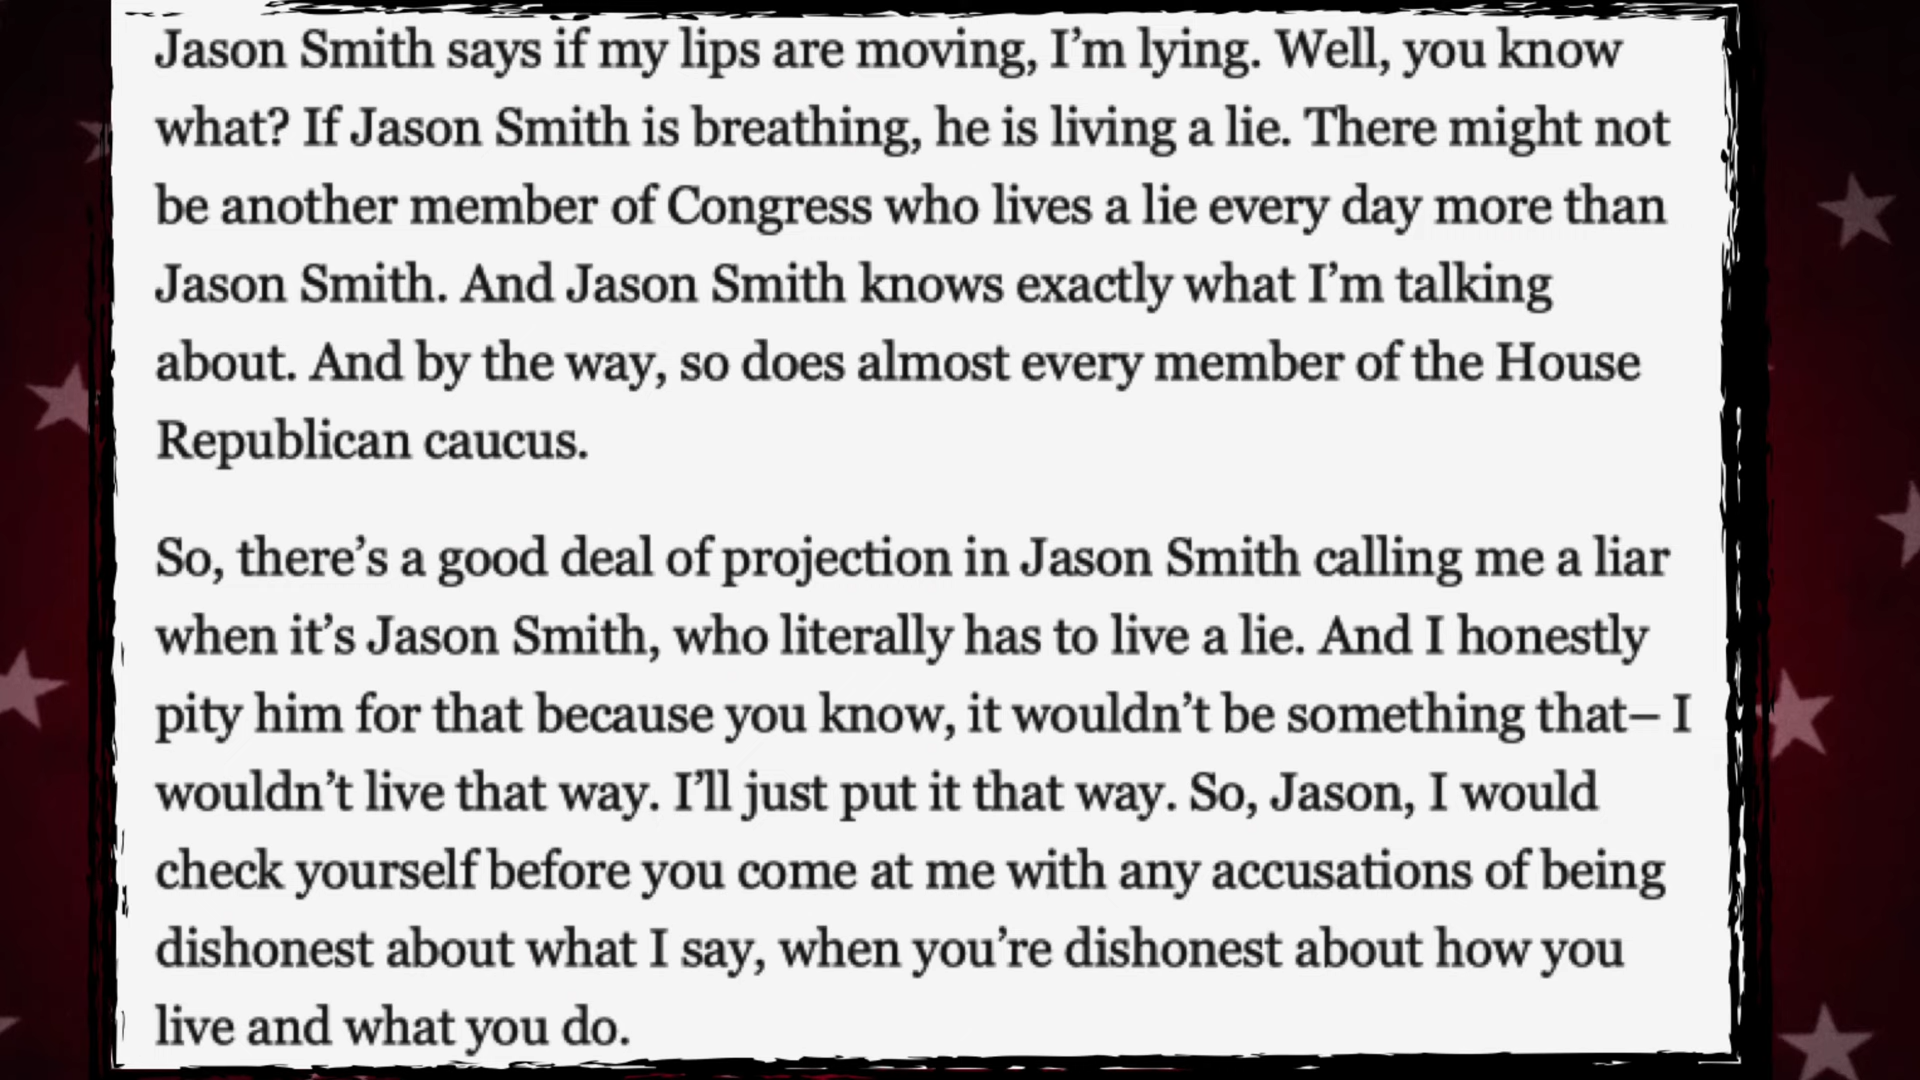 Jason Smith says if my lips are moving, I’m lying. Well, you know
what? If Jason Smith is breathing, he is living a lie. There might not
be another member of Congress who lives a lie every day more than
Jason Smith. And Jason Smith knows exactly what I’m talking
about. And by the way, so does almost every member of the House
Republican caucus.
So, there’s a good deal of projection in Jason Smith calling me a liar
when it’s Jason Smith, who literally has to live a lie. And I honestly
pity him for that because you know, it wouldn’t be something that– I
wouldn’t live that way. I’ll just put it that way. So, Jason, I would
check yourself before you come at me with any accusations of being
dishonest about what I say, when you’re dishonest about how you
live and what you do.